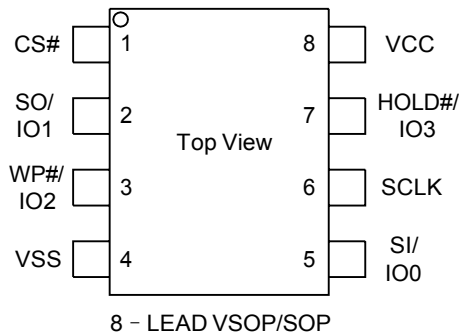 CS#
1
8
VCC
SO/
IO1
2
7
HOLD#/
IO3
Top View
WP#/
IO2
3
6
SCLK
VSS
4
5
SI/
IO0
8 – LEAD VSOP/SOP